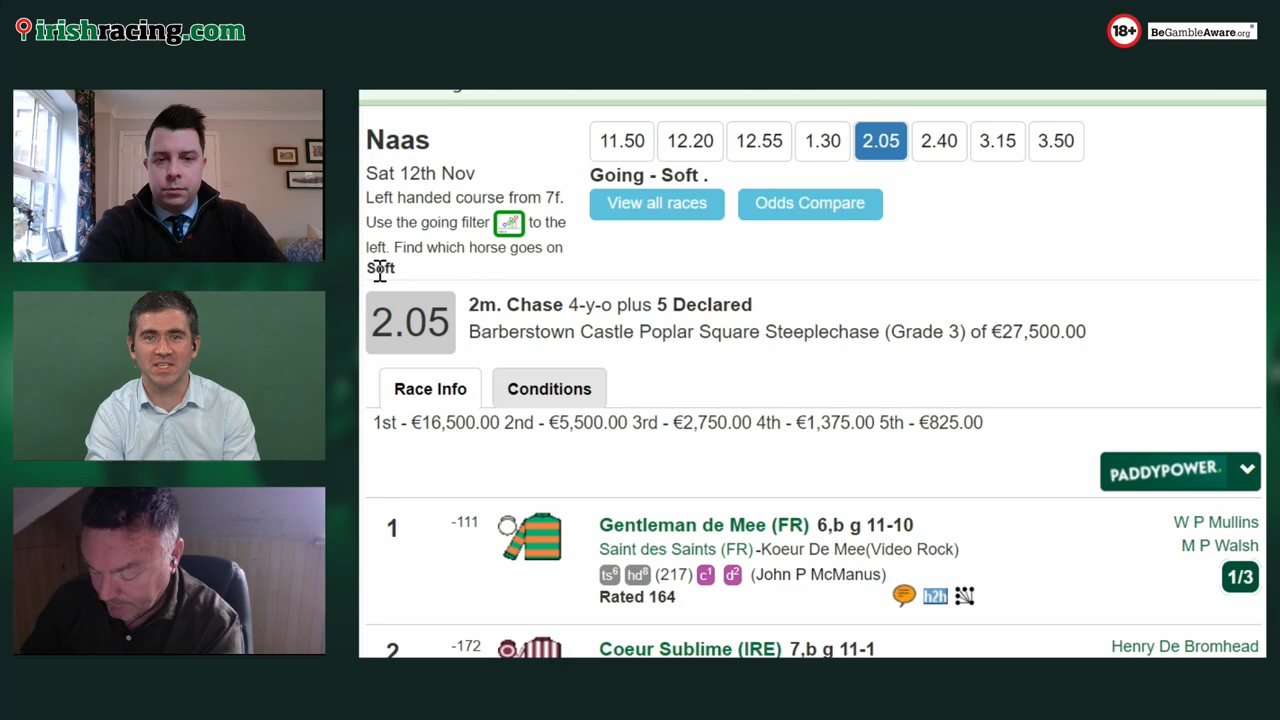 irishracing.com
18+
BeGambleAware.org®
Naas
11.50 12.20 12.55 1.30 2.05 2.40 3.15 3.50
Sat 12th Nov
Going - Soft .
Left handed course from 7f.
View all races Odds Compare
Use the going filter to the
left. Find which horse goes on
Soft
2.05
2m. Chase 4-y-o plus 5 Declared
Barberstown Castle Poplar Square Steeplechase (Grade 3) of €27,500.00
Race Info Conditions
1st - €16,500.00 2nd - €5,500.00 3rd - €2,750.00 4th - €1,375.00 5th - €825.00
PADDYPOWER.
1 -111 Gentleman de Mee (FR) 6,b g 11-10 W P Mullins
Saint des Saints (FR) -Koeur De Mee(Video Rock) M P Walsh
ts6 hd8 (217) c1 d2 (John P McManus) 1/3
Rated 164 h2h
2 -172 Coeur Sublime (IRE) 7,b g 11-1 Henry De Bromhead